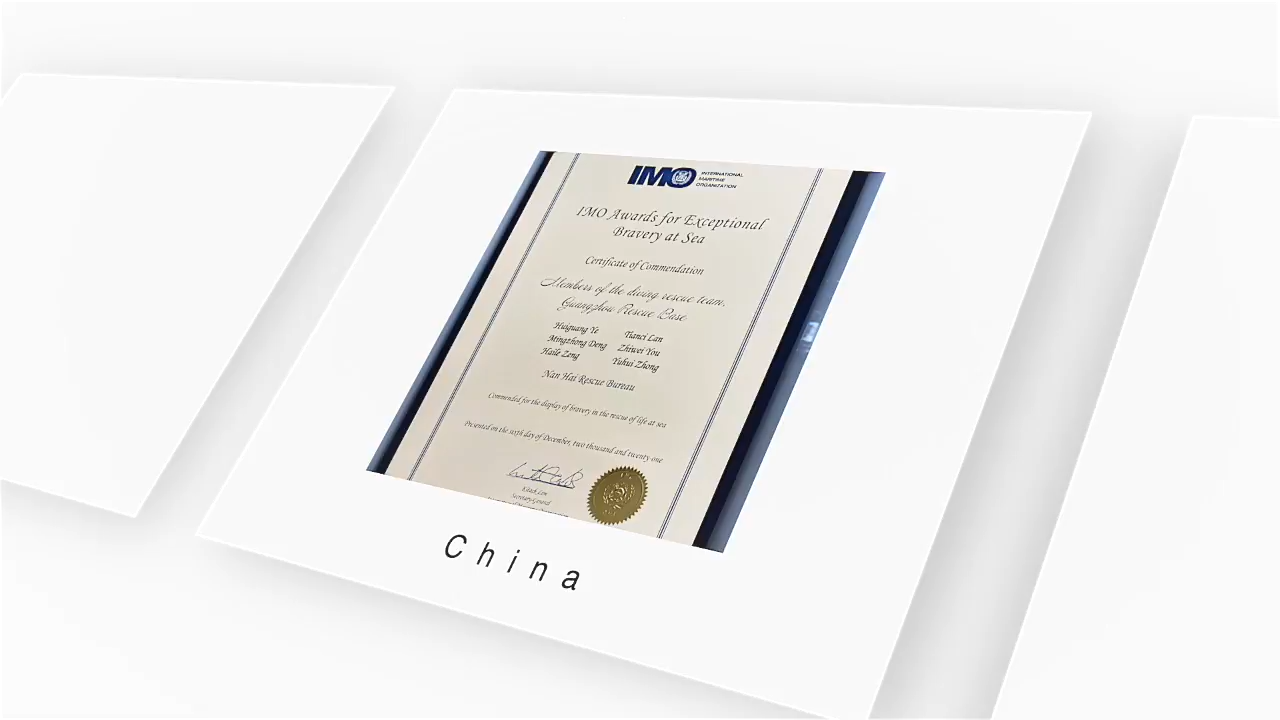 IMO INTERNATIONAL
MARITIME
ORGANIZATION
IMO Awards for Exceptional
Bravery at Sea
Certificate of Commendation
Members of the diving rescue team,
Guangzhou Rescue Base
Huiguang Ye Tianci Lan
Mingzhong Deng Zhiwei You
Haile Zeng Yuhui Zhong
Nan Hai Rescue Bureau
Commended for the display of bravery in the rescue of life at sea
Presented on the sixth day of December, two thousand and twenty one
Kitack Lim
Secretary-General
China